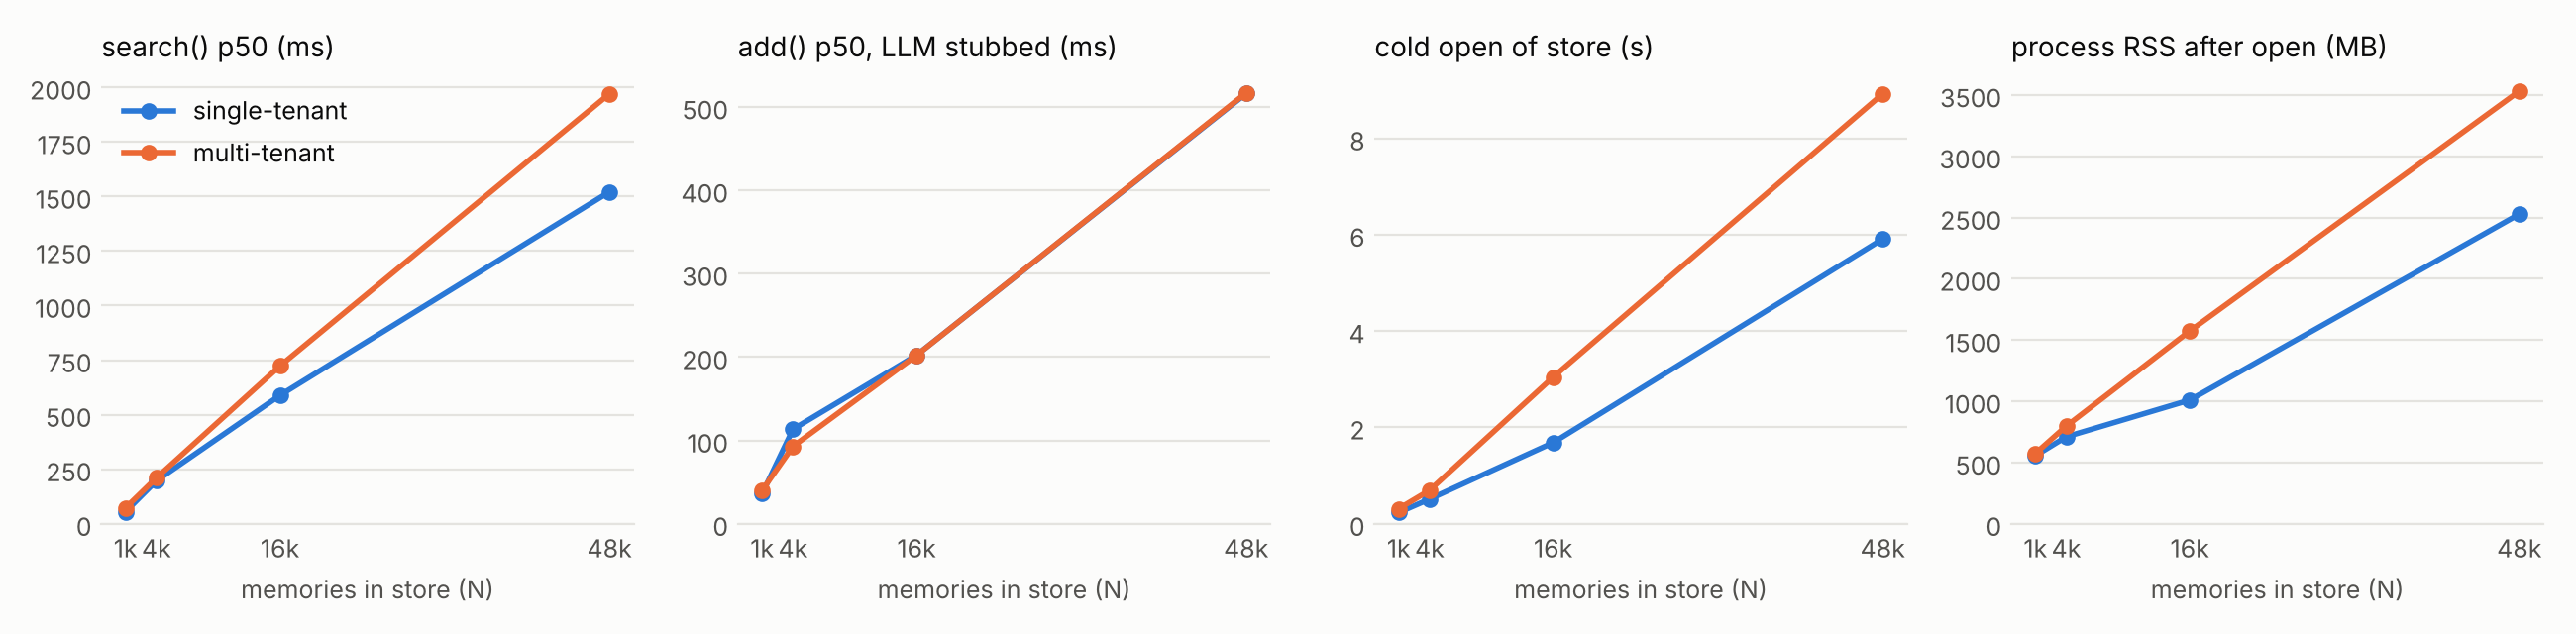 search() p50 (ms)
2000
1750
1500
1250
1000
750
500
250
0
single-tenant
multi-tenant
1k 4k 16k 48k
memories in store (N)
add() p50, LLM stubbed (ms)
500
400
300
200
100
0
1k 4k 16k 48k
memories in store (N)
cold open of store (s)
8
6
4
2
0
1k 4k 16k 48k
memories in store (N)
process RSS after open (MB)
3500
3000
2500
2000
1500
1000
500
0
1k 4k 16k 48k
memories in store (N)